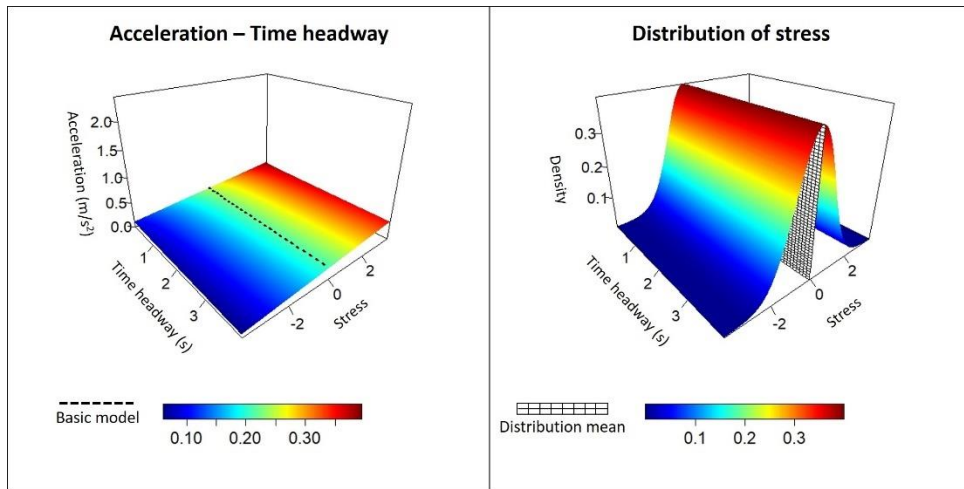 Acceleration – Time headway
Acceleration (m/s²)
2.0
1.5
1.0
0.5
0.0
1
2
3
Time headway (s)
-2
0
2
Stress
Basic model
0.10 0.20 0.30
Distribution of stress
Density
0.3
0.2
0.1
1
2
3
Time headway (s)
-2
0
2
Stress
Distribution mean
0.1 0.2 0.3